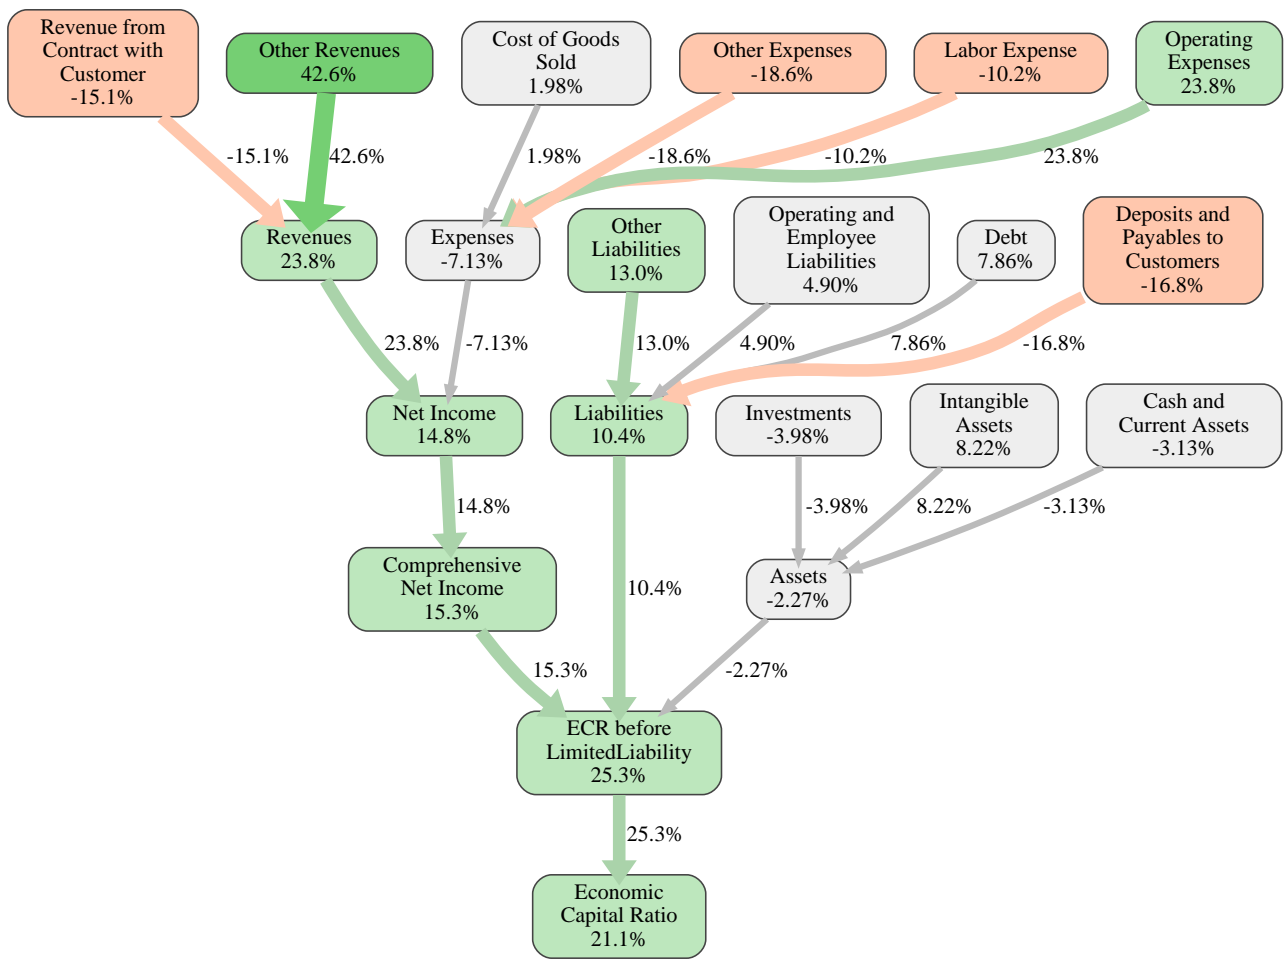 Revenue from
Contract with
Customer
-15.1%
Other Revenues
42.6%
Cost of Goods
Sold
1.98%
Other Expenses
-18.6%
Labor Expense
-10.2%
Operating
Expenses
23.8%
-15.1%
42.6%
1.98%
-18.6%
-10.2%
23.8%
Revenues
23.8%
Expenses
-7.13%
Other
Liabilities
13.0%
Operating and
Employee
Liabilities
4.90%
Debt
7.86%
Deposits and
Payables to
Customers
-16.8%
23.8%
-7.13%
13.0%
4.90%
7.86%
-16.8%
Net Income
14.8%
Liabilities
10.4%
Investments
-3.98%
Intangible
Assets
8.22%
Cash and
Current Assets
-3.13%
14.8%
-3.98%
8.22%
-3.13%
Comprehensive
Net Income
15.3%
10.4%
Assets
-2.27%
15.3%
-2.27%
ECR before
LimitedLiability
25.3%
25.3%
Economic
Capital Ratio
21.1%